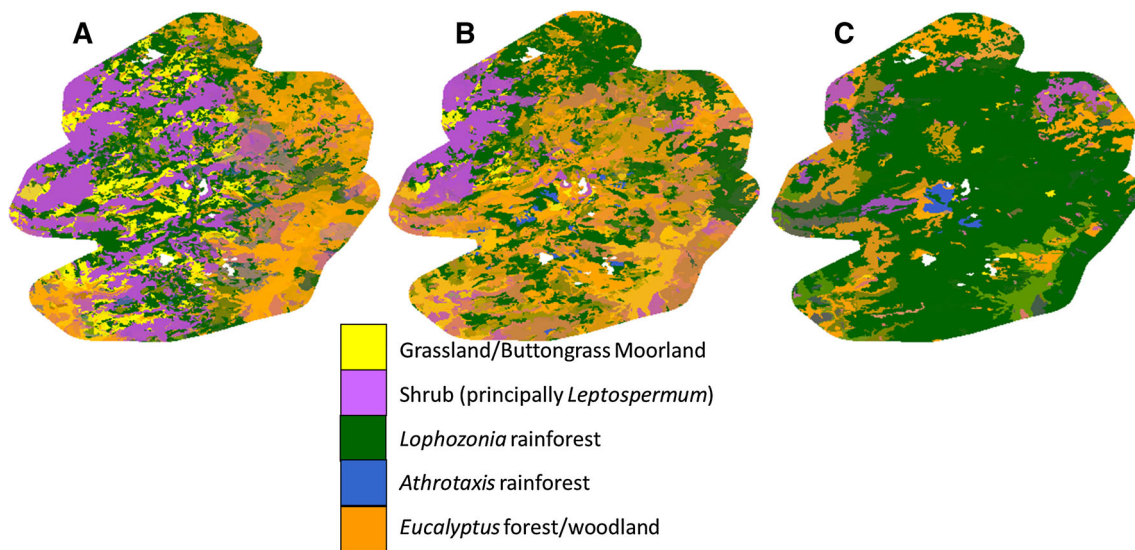 A
B
C
Grassland/Buttongrass Moorland
Shrub (principally Leptospermum)
Lophozonia rainforest
Athrotaxis rainforest
Eucalyptus forest/woodland